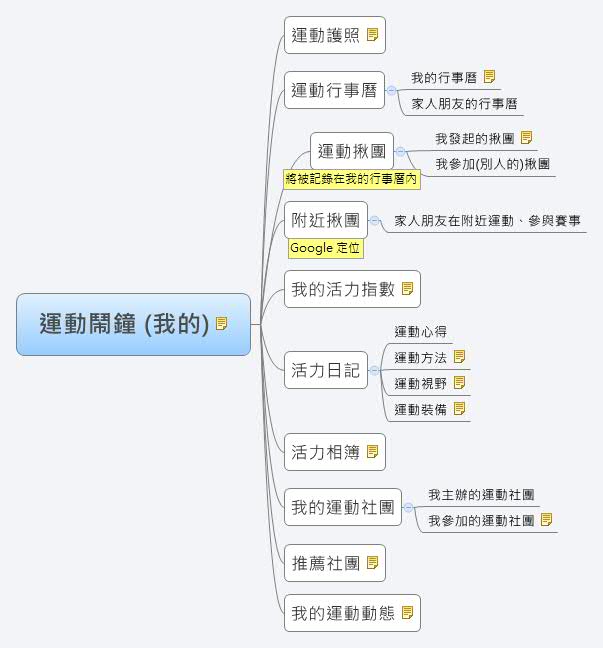 運動護照
運動行事曆
我的行事曆
家人朋友的行事曆
運動揪團
我發起的揪團
我參加(別人的)揪團
將被記錄在我的行事曆內
附近揪團
家人朋友在附近運動、參與賽事
Google 定位
我的活力指數
運動鬧鐘 (我的)
活力日記
運動心得
運動方法
運動視野
運動裝備
活力相簿
我的運動社團
我主辦的運動社團
我參加的運動社團
推薦社團
我的運動動態